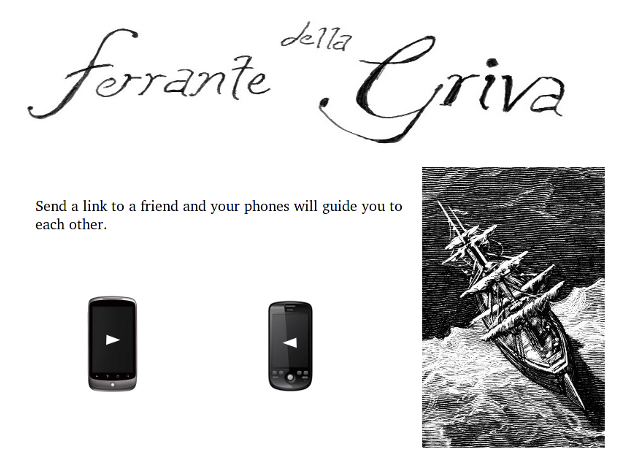 ferrante della Griva
Send a link to a friend and your phones will guide you to
each other.